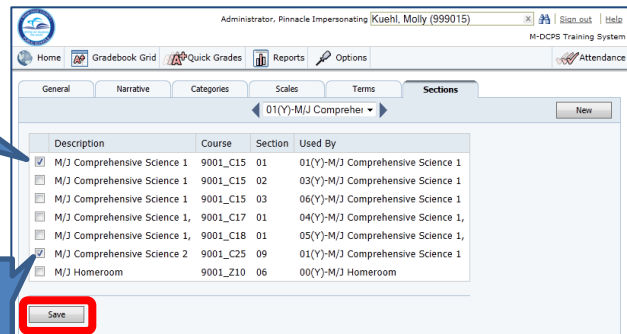 Administrator, Pinnacle Impersonating Kuehl, Molly (999015) Sign out | Help
M-DCPS Training System
Home Gradebook Grid Quick Grades Reports Options Attendance
General Narrative Categories Scales Terms Sections
01(Y)-M/J Compreher New
Description Course Section Used By
M/J Comprehensive Science 1 9001_C15 01 01(Y)-M/J Comprehensive Science 1
M/J Comprehensive Science 1 9001_C15 02 03(Y)-M/J Comprehensive Science 1
M/J Comprehensive Science 1 9001_C15 03 06(Y)-M/J Comprehensive Science 1
M/J Comprehensive Science 1, 9001_C17 01 04(Y)-M/J Comprehensive Science 1,
M/J Comprehensive Science 1, 9001_C18 01 05(Y)-M/J Comprehensive Science 1,
M/J Comprehensive Science 2 9001_C25 09 01(Y)-M/J Comprehensive Science 1
M/J Homeroom 9001_Z10 06 00(Y)-M/J Homeroom
Save